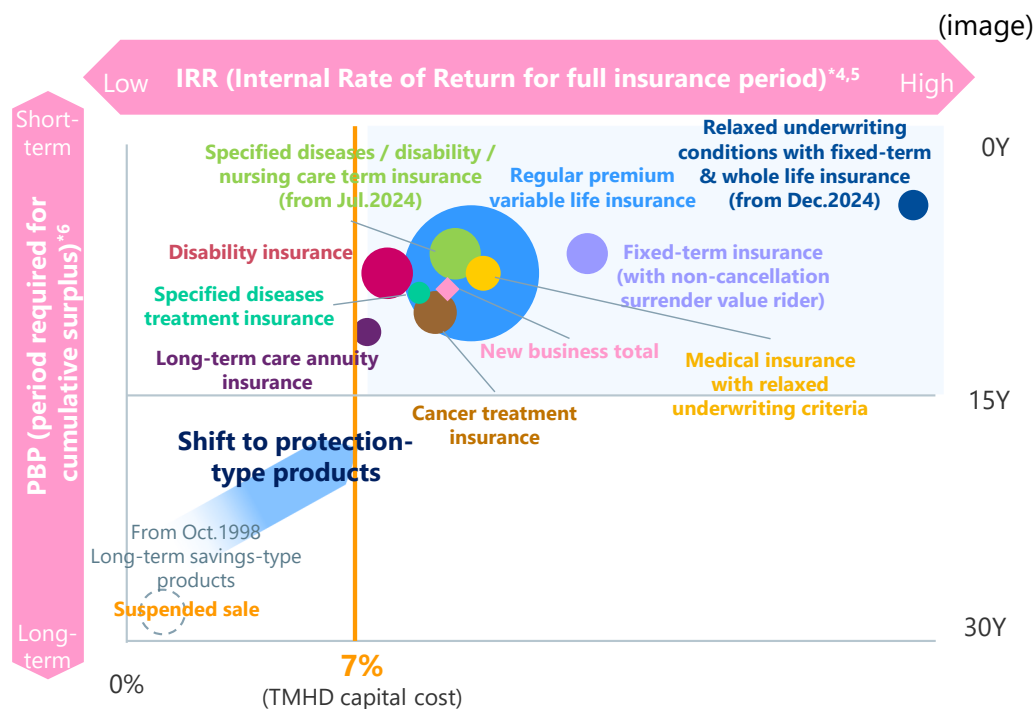 (image)
Low
IRR (Internal Rate of Return for full insurance period)*4,5
High
Short-
term
PBP (period required for
cumulative surplus)*6
Long-
term
0Y
15Y
30Y
Specified diseases / disability /
nursing care term insurance
(from Jul.2024)
Regular premium
variable life insurance
Relaxed underwriting
conditions with fixed-term
& whole life insurance
(from Dec.2024)
Disability insurance
Fixed-term insurance
(with non-cancellation
surrender value rider)
Specified diseases
treatment insurance
Long-term care annuity
insurance
New business total
Medical insurance
with relaxed
underwriting criteria
Cancer treatment
insurance
Shift to protection-
type products
From Oct.1998
Long-term savings-type
products
Suspended sale
0%
7%
(TMHD capital cost)